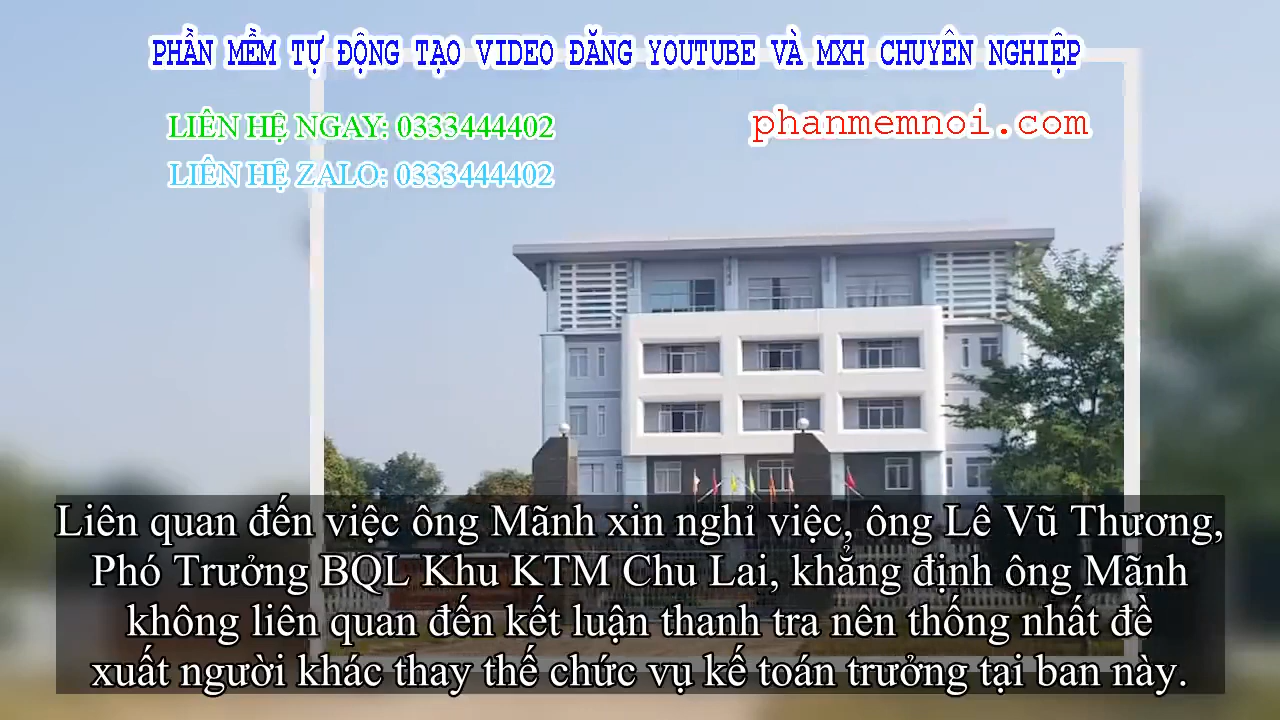 PHẦN MỀM TỰ ĐỘNG TẠO VIDEO ĐĂNG YOUTUBE VÀ MXH CHUYÊN NGHIỆP
LIÊN HỆ NGAY: 0333444402
phanmemnoi.com
LIÊN HỆ ZALO: 0333444402
Liên quan đến việc ông Mãnh xin nghỉ việc, ông Lê Vũ Thương,
Phó Trưởng BQL Khu KTM Chu Lai, khẳng định ông Mãnh
không liên quan đến kết luận thanh tra nên thống nhất đề
xuất người khác thay thế chức vụ kế toán trưởng tại ban này.